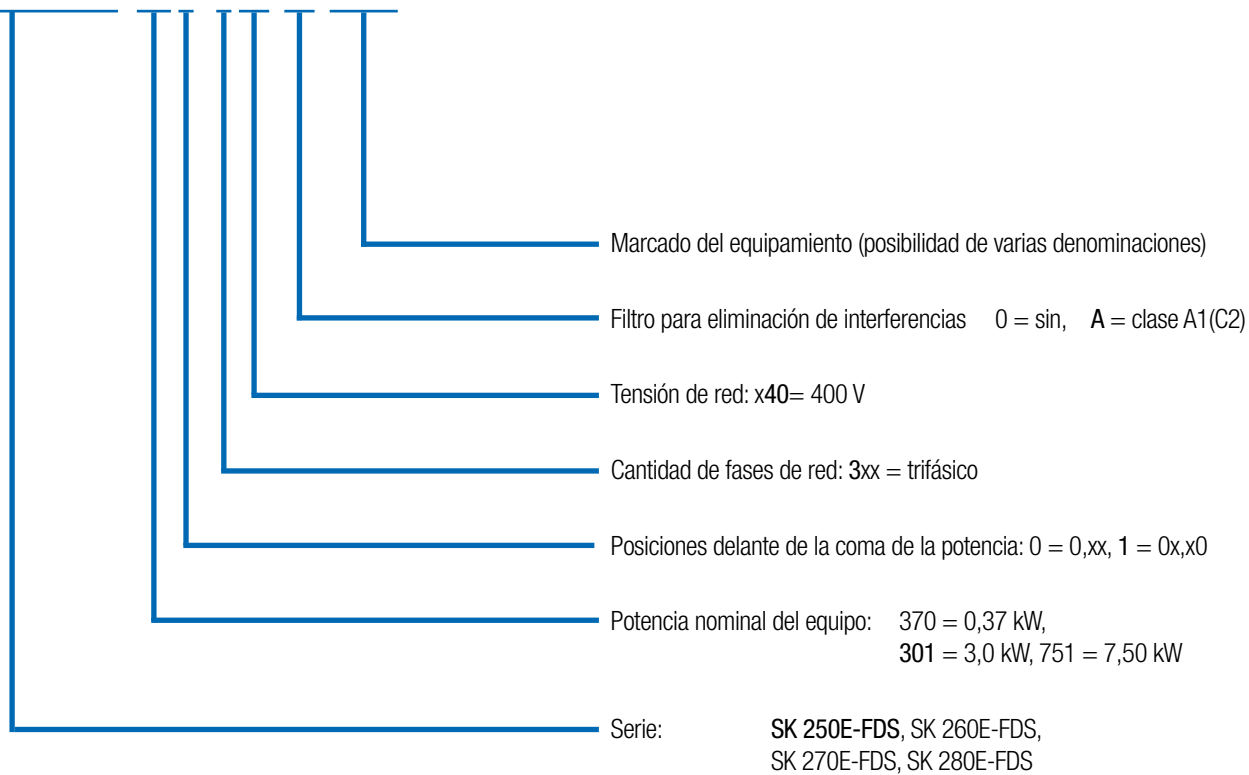 Marcado del equipamiento (posibilidad de varias denominaciones)
Filtro para eliminación de interferencias 0 = sin, A = clase A1(C2)
Tensión de red: x40= 400 V
Cantidad de fases de red: 3xx = trifásico
Posiciones delante de la coma de la potencia: 0 = 0,xx, 1 = 0x,x0
Potencia nominal del equipo: 370 = 0,37 kW,
301 = 3,0 kW, 751 = 7,50 kW
Serie: SK 250E-FDS, SK 260E-FDS,
SK 270E-FDS, SK 280E-FDS